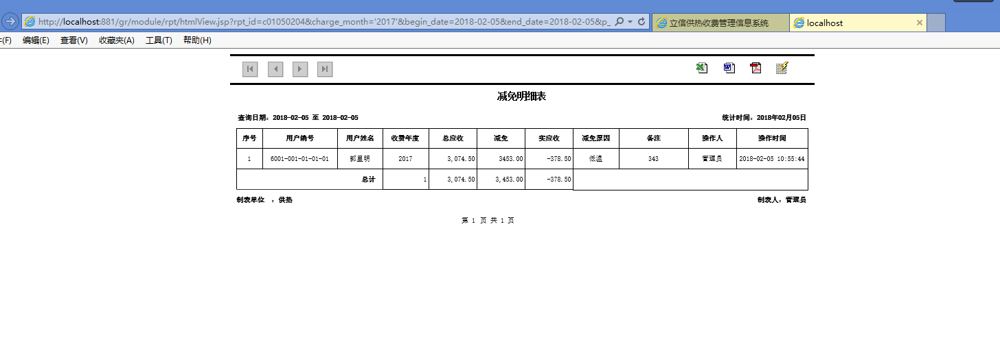 http://localhost:881/gr/module/rpt/htmlView.jsp?rpt_id=c01050204&charge_month='2017'&begin_date=2018-02-05&end_date=2018-02-05&p_
立信供热收费管理信息系统
localhost
(F) 编辑(E) 查看(V) 收藏夹(A) 工具(T) 帮助(H)
减免明细表
查询日期: 2018-02-05 至 2018-02-05 统计时间: 2018年02月05日
序号 用户编号 用户姓名 收费年度 总应收 减免 实应收 减免原因 备注 操作人 操作时间
1 6001-001-01-01-01 郭里明 2017 3,074.50 3453.00 -378.50 低温 343 管理员 2018-02-05 10:55:44
总计 1 3,074.50 3,453.00 -378.50
制表单位 : 供热 制表人: 管理员
第 1 页 共 1 页